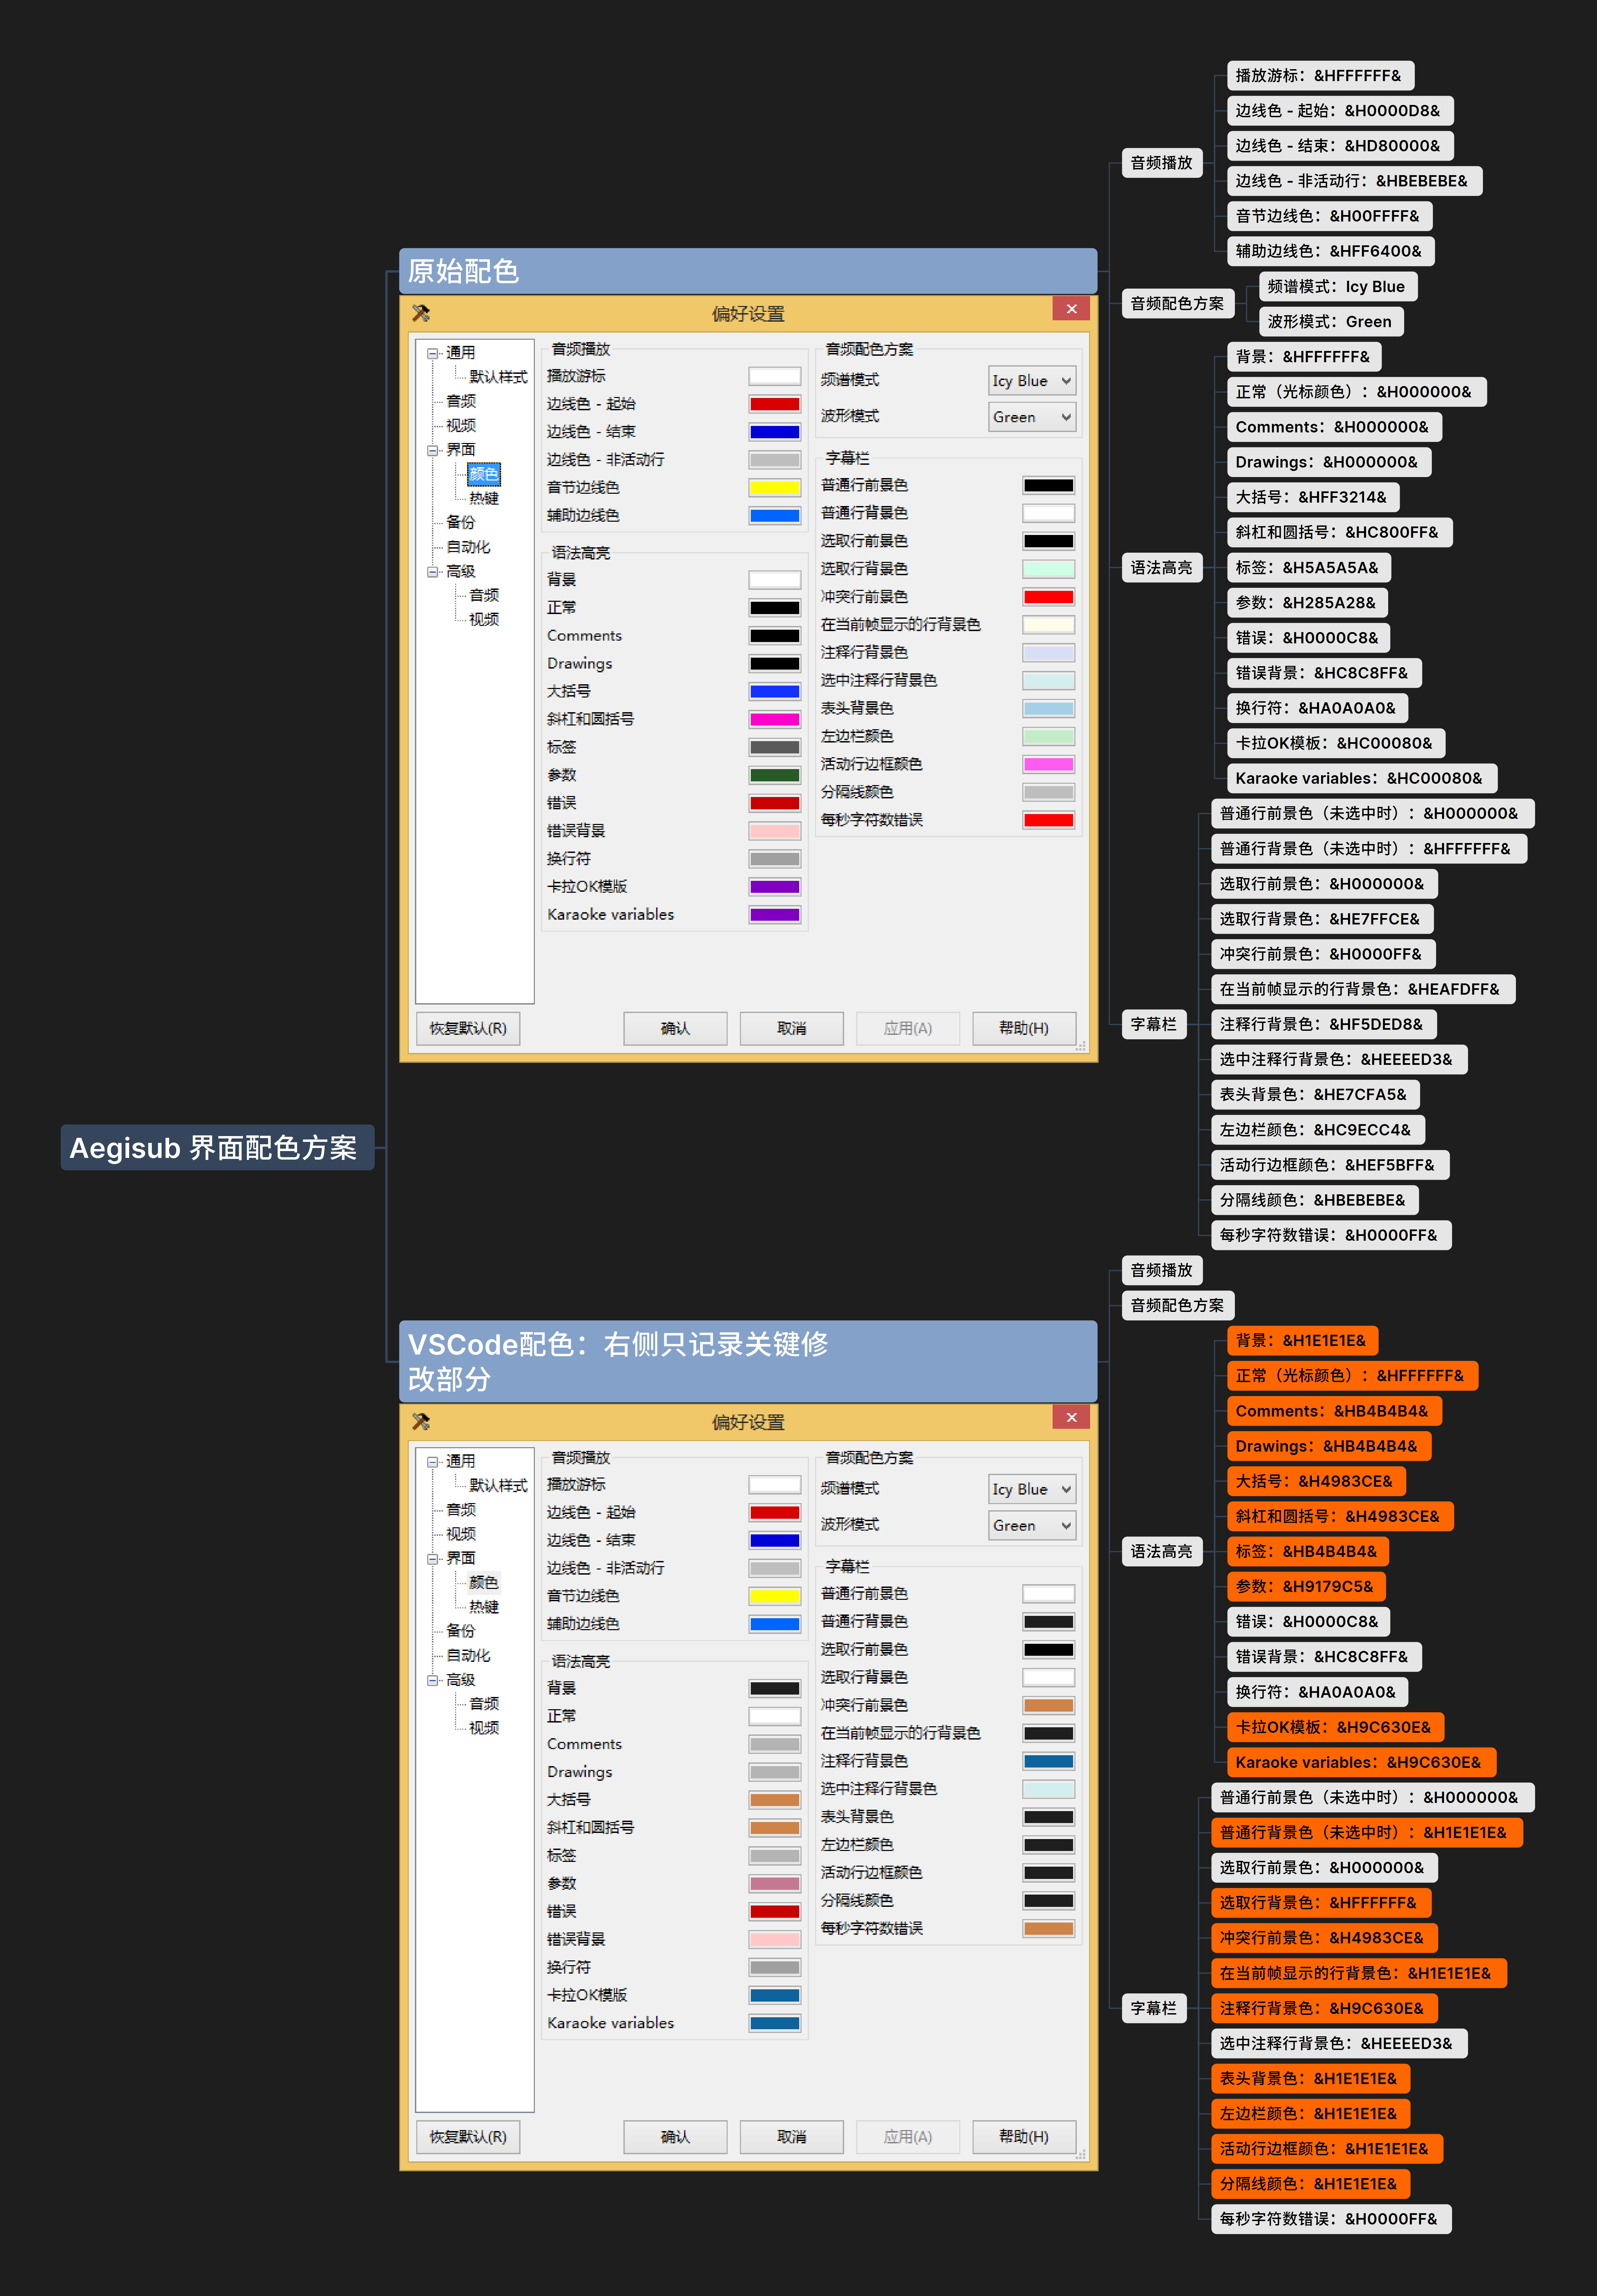 Aegisub 界面配色方案
原始配色
偏好设置
通用
默认样式
音频
视频
界面
颜色
热键
备份
自动化
高级
音频
视频
音频播放
播放游标
边线色 - 起始
边线色 - 结束
边线色 - 非活动行
音节边线色
辅助边线色
语法高亮
背景
正常
Comments
Drawings
大括号
斜杠和圆括号
标签
参数
错误
错误背景
换行符
卡拉OK模版
Karaoke variables
音频配色方案
频谱模式
Icy Blue
波形模式
Green
字幕栏
普通行前景色
普通行背景色
选取行前景色
选取行背景色
冲突行前景色
在当前帧显示的行背景色
注释行背景色
选中注释行背景色
表头背景色
左边栏颜色
活动行边框颜色
分隔线颜色
每秒字符数错误
恢复默认(R)
确认
取消
应用(A)
帮助(H)
音频播放
播放游标：&HFFFFFF&
边线色 - 起始：&H0000D8&
边线色 - 结束：&HD80000&
边线色 - 非活动行：&HBEBEBE&
音节边线色：&H00FFFF&
辅助边线色：&HFF6400&
音频配色方案
频谱模式：Icy Blue
波形模式：Green
语法高亮
背景：&HFFFFFF&
正常（光标颜色）：&H000000&
Comments：&H000000&
Drawings：&H000000&
大括号：&HFF3214&
斜杠和圆括号：&HC800FF&
标签：&H5A5A5A&
参数：&H285A28&
错误：&H0000C8&
错误背景：&HC8C8FF&
换行符：&HA0A0A0&
卡拉OK模板：&HC00080&
Karaoke variables：&HC00080&
字幕栏
普通行前景色（未选中时）：&H000000&
普通行背景色（未选中时）：&HFFFFFF&
选取行前景色：&H000000&
选取行背景色：&HE7FFCE&
冲突行前景色：&H0000FF&
在当前帧显示的行背景色：&HEAFDFF&
注释行背景色：&HF5DED8&
选中注释行背景色：&HEEEED3&
表头背景色：&HE7CFA5&
左边栏颜色：&HC9ECC4&
活动行边框颜色：&HEF5BFF&
分隔线颜色：&HBEBEBE&
每秒字符数错误：&H0000FF&
VSCode配色：右侧只记录关键修
改部分
偏好设置
通用
默认样式
音频
视频
界面
颜色
热键
备份
自动化
高级
音频
视频
音频播放
播放游标
边线色 - 起始
边线色 - 结束
边线色 - 非活动行
音节边线色
辅助边线色
语法高亮
背景
正常
Comments
Drawings
大括号
斜杠和圆括号
标签
参数
错误
错误背景
换行符
卡拉OK模版
Karaoke variables
音频配色方案
频谱模式
Icy Blue
波形模式
Green
字幕栏
普通行前景色
普通行背景色
选取行前景色
选取行背景色
冲突行前景色
在当前帧显示的行背景色
注释行背景色
选中注释行背景色
表头背景色
左边栏颜色
活动行边框颜色
分隔线颜色
每秒字符数错误
恢复默认(R)
确认
取消
应用(A)
帮助(H)
音频播放
音频配色方案
语法高亮
背景：&H1E1E1E&
正常（光标颜色）：&HFFFFFF&
Comments：&HB4B4B4&
Drawings：&HB4B4B4&
大括号：&H4983CE&
斜杠和圆括号：&H4983CE&
标签：&HB4B4B4&
参数：&H9179C5&
错误：&H0000C8&
错误背景：&HC8C8FF&
换行符：&HA0A0A0&
卡拉OK模板：&H9C630E&
Karaoke variables：&H9C630E&
字幕栏
普通行前景色（未选中时）：&H000000&
普通行背景色（未选中时）：&H1E1E1E&
选取行前景色：&H000000&
选取行背景色：&HFFFFFF&
冲突行前景色：&H4983CE&
在当前帧显示的行背景色：&H1E1E1E&
注释行背景色：&H9C630E&
选中注释行背景色：&HEEEED3&
表头背景色：&H1E1E1E&
左边栏颜色：&H1E1E1E&
活动行边框颜色：&H1E1E1E&
分隔线颜色：&H1E1E1E&
每秒字符数错误：&H0000FF&